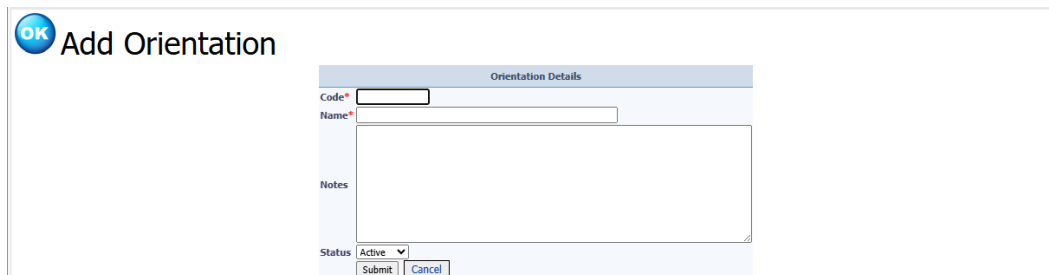 OK Add Orientation
Orientation Details
Code*
Name*
Notes
Status Active
Submit Cancel